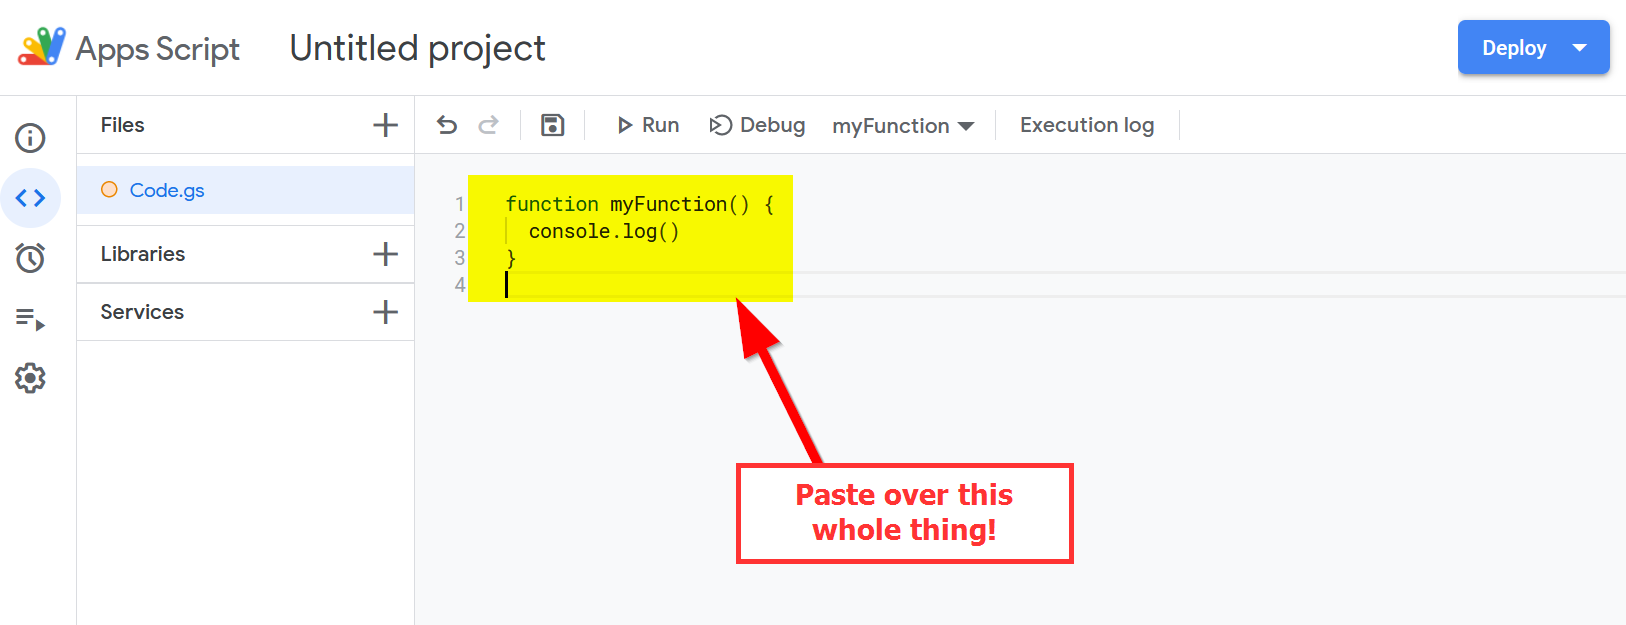 Apps Script
Untitled project
Deploy
Files
Run
Debug
myFunction
Execution log
Code.gs
Libraries
Services
1 function myFunction() {
2 console.log()
3 }
4
Paste over this
whole thing!